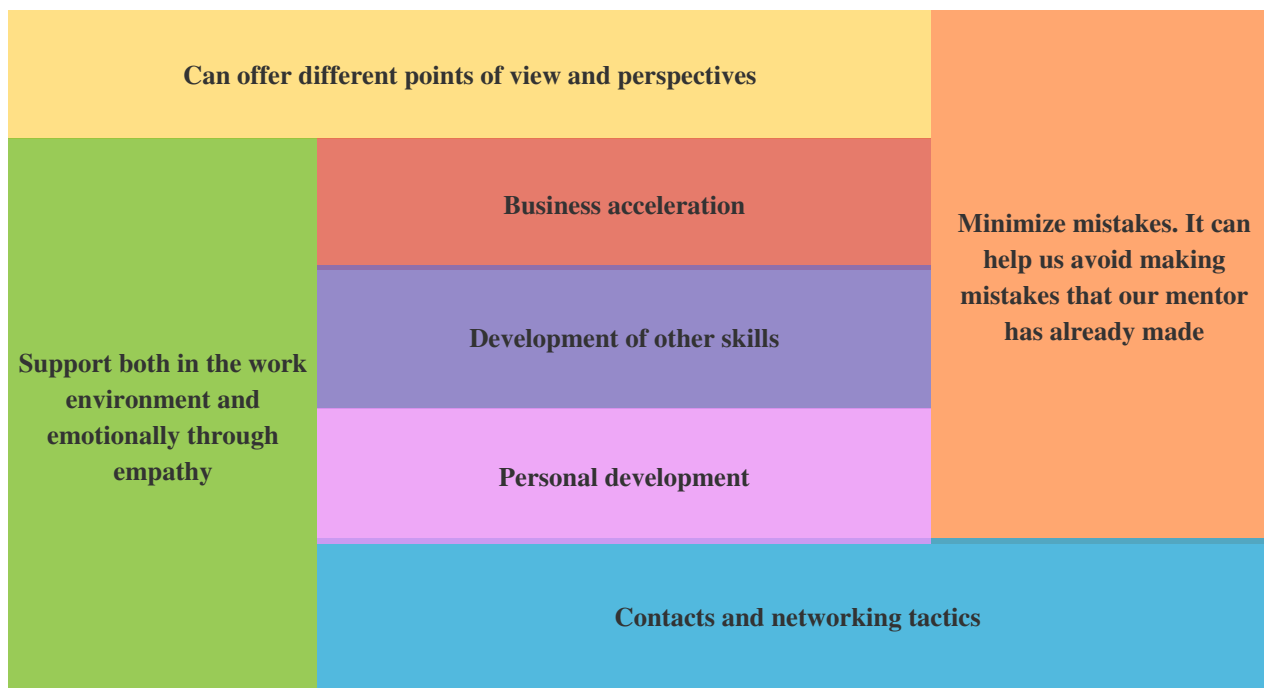 Can offer different points of view and perspectives
Business acceleration
Minimize mistakes. It can
help us avoid making
mistakes that our mentor
has already made
Development of other skills
Support both in the work
environment and
emotionally through
empathy
Personal development
Contacts and networking tactics